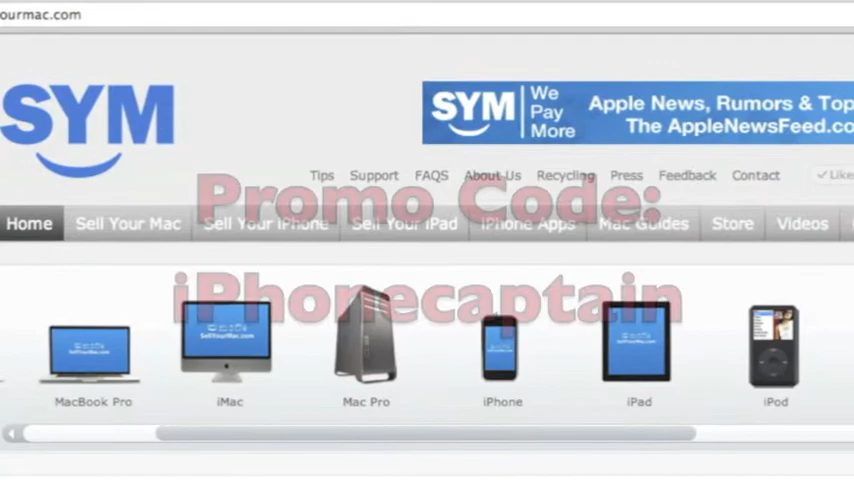 ourmac.com
SYM
SYM We Pay More Apple News, Rumors & Top
The AppleNewsFeed.co
Tips Support FAQS About Us Recycling Press Feedback Contact Like
Promo Code:
Home Sell Your Mac Sell Your iPhone Sell Your iPad iPhone Apps Mac Guides Store Videos
iPhonecaptain
SellYourMac.com
MacBook Pro iMac Mac Pro iPhone iPad iPod